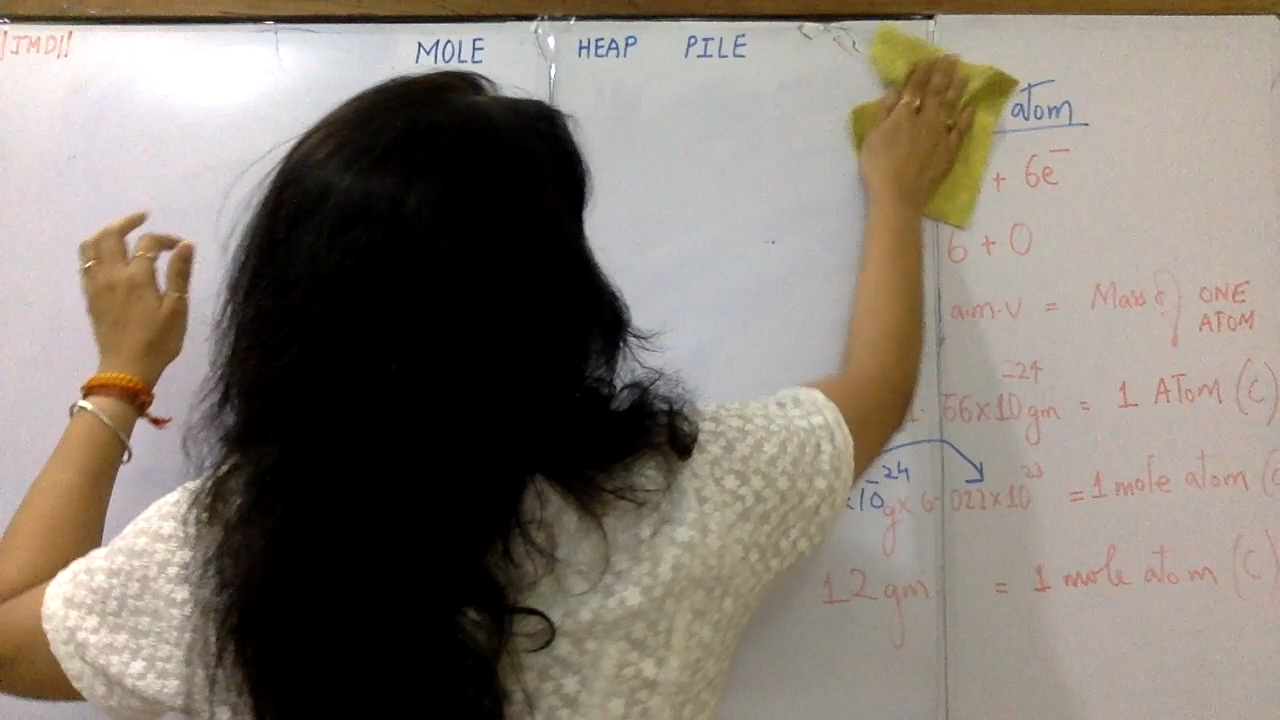 ||JMD||
MOLE HEAP PILE
atom
+ 6e⁻
6 + 0
a.m.v = Mass of } ONE ATOM
1.66×10⁻²⁴ gm = 1 ATOM (C)
×10⁻²⁴ g × 6.022×10²³ = 1 mole atom (C
12 gm = 1 mole atom (C)